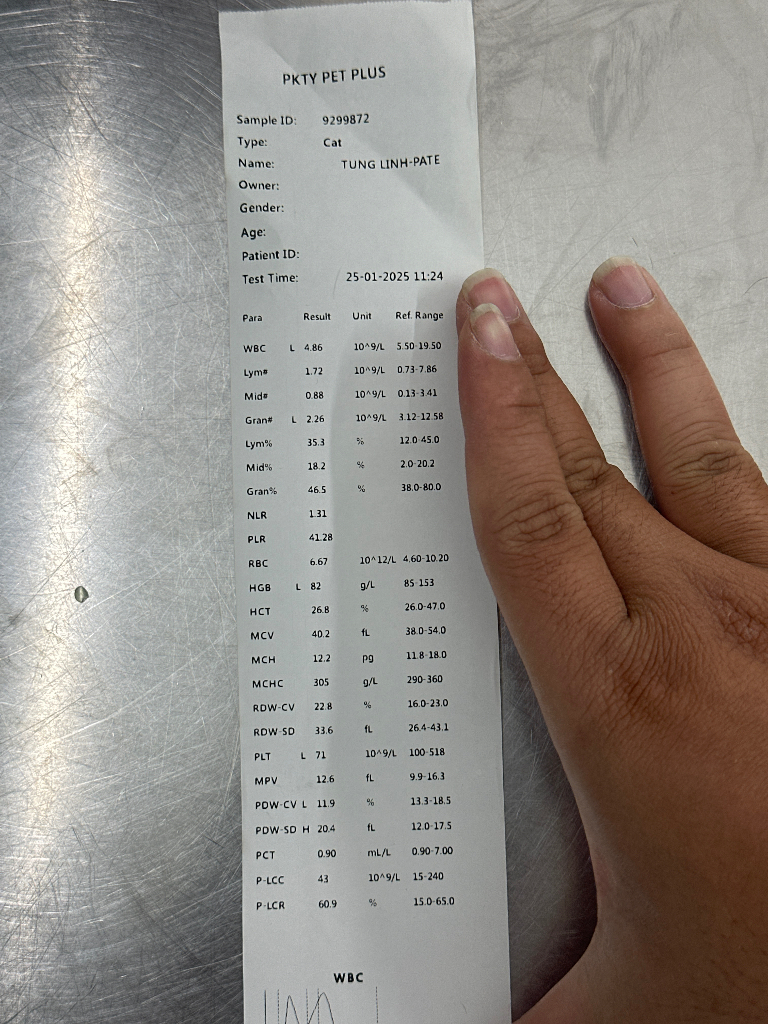 PKTY PET PLUS
Sample ID: 9299872
Type: Cat
Name: TUNG LINH-PATE
Owner:
Gender:
Age:
Patient ID:
Test Time: 25-01-2025 11:24
Para Result Unit Ref. Range
WBC L 4.86 10^9/L 5.50-19.50
Lym# 1.72 10^9/L 0.73-7.86
Mid# 0.88 10^9/L 0.13-3.41
Gran# L 2.26 10^9/L 3.12-12.58
Lym% 35.3 % 12.0-45.0
Mid% 18.2 % 2.0-20.2
Gran% 46.5 % 38.0-80.0
NLR 1.31
PLR 41.28
RBC 6.67 10^12/L 4.60-10.20
HGB L 82 g/L 85-153
HCT 26.8 % 26.0-47.0
MCV 40.2 fL 38.0-54.0
MCH 12.2 pg 11.8-18.0
MCHC 305 g/L 290-360
RDW-CV 22.8 % 16.0-23.0
RDW-SD 33.6 fL 26.4-43.1
PLT L 71 10^9/L 100-518
MPV 12.6 fL 9.9-16.3
PDW-CV L 11.9 % 13.3-18.5
PDW-SD H 20.4 fL 12.0-17.5
PCT 0.90 mL/L 0.90-7.00
P-LCC 43 10^9/L 15-240
P-LCR 60.9 % 15.0-65.0
WBC